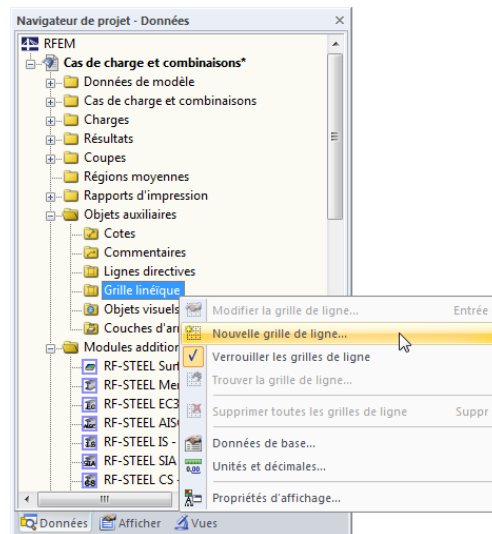 Navigateur de projet - Données
RFEM
Cas de charge et combinaisons*
Données de modèle
Cas de charge et combinaisons
Charges
Résultats
Coupes
Régions moyennes
Rapports d'impression
Objets auxiliaires
Cotes
Commentaires
Lignes directives
Grille linéïque
Objets visuels
Couches d'arr
Modules addition
RF-STEEL Surf
RF-STEEL Mem
RF-STEEL EC3
RF-STEEL AISC
RF-STEEL IS -
RF-STEEL SIA
RF-STEEL CS -
Modifier la grille de ligne... Entrée
Nouvelle grille de ligne...
Verrouiller les grilles de ligne
Trouver la grille de ligne...
Supprimer toutes les grilles de ligne Suppr
Données de base...
Unités et décimales...
Propriétés d'affichage...
Données Afficher Vues